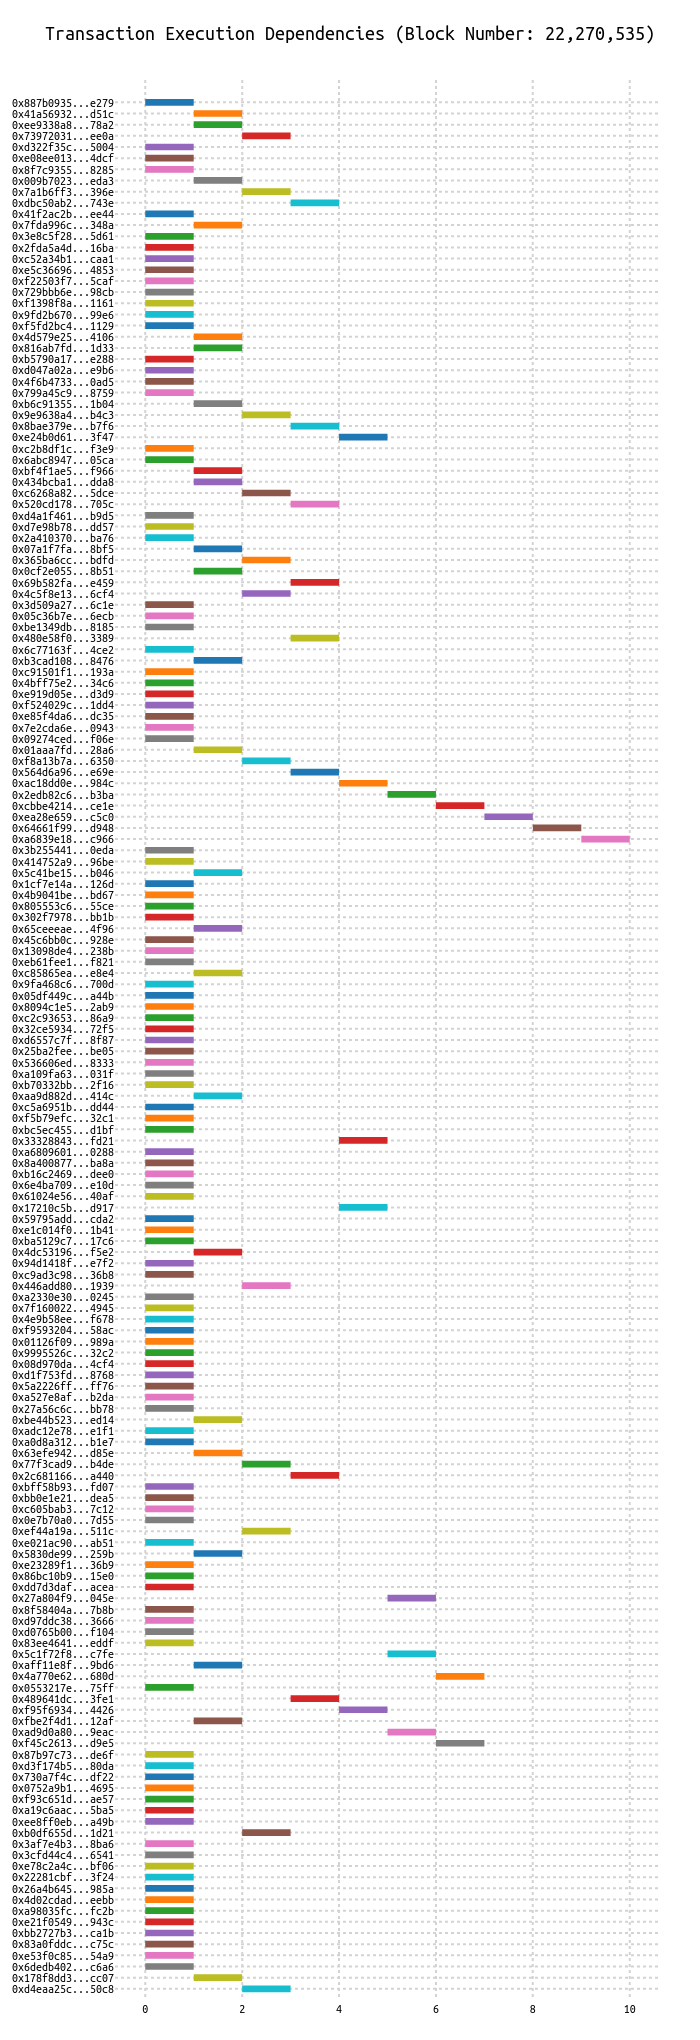 Transaction Execution Dependencies (Block Number: 22,270,535)
0x887b0935...e279
0x41a56932...d51c
0xee9338a8...78a2
0x73972031...ee0a
0xd322f35c...5004
0xe08ee013...4dcf
0x8f7c9355...8285
0x009b7023...eda3
0x7a1b6ff3...396e
0xdbc50ab2...743e
0x41f2ac2b...ee44
0x7fda996c...348a
0x3e8c5f28...5d61
0x2fda5a4d...16ba
0xc52a34b1...caa1
0xe5c36696...4853
0xf22503f7...5caf
0x729bbb6e...98cb
0xf1398f8a...1161
0x9fd2b670...99e6
0xf5fd2bc4...1129
0x4d579e25...4106
0x816ab7fd...1d33
0xb5790a17...e288
0xd047a02a...e9b6
0x4f6b4733...0ad5
0x799a45c9...8759
0xb6c91355...1b04
0x9e9638a4...b4c3
0x8bae379e...b7f6
0xe24b0d61...3f47
0xc2b8df1c...f3e9
0x6abc8947...05ca
0xbf4f1ae5...f966
0x434bcba1...dda8
0xc6268a82...5dce
0x520cd178...705c
0xd4a1f461...b9d5
0xd7e98b78...dd57
0x2a410370...ba76
0x07a1f7fa...8bf5
0x365ba6cc...bdfd
0x0cf2e055...8b51
0x69b582fa...e459
0x4c5f8e13...6cf4
0x3d509a27...6c1e
0x05c36b7e...6ecb
0xbe1349db...8185
0x480e58f0...3389
0x6c77163f...4ce2
0xb3cad108...8476
0xc91501f1...193a
0x4bff75e2...34c6
0xe919d05e...d3d9
0xf524029c...1dd4
0xe85f4da6...dc35
0x7e2cda6e...0943
0x09274ced...f06e
0x01aaa7fd...28a6
0xf8a13b7a...6350
0x564d6a96...e69e
0xac18dd0e...984c
0x2edb82c6...b3ba
0xcbbe4214...ce1e
0xea28e659...c5c0
0x64661f99...d948
0xa6839e18...c966
0x3b255441...0eda
0x414752a9...96be
0x5c41be15...b046
0x1cf7e14a...126d
0x4b9041be...bd67
0x805553c6...55ce
0x302f7978...bb1b
0x65ceeeae...4f96
0x45c6bb0c...928e
0x13098de4...238b
0xeb61fee1...f821
0xc85865ea...e8e4
0x9fa468c6...700d
0x05df449c...a44b
0x8094c1e5...2ab9
0xc2c93653...86a9
0x32ce5934...72f5
0xd6557c7f...8f87
0x25ba2fee...be05
0x536606ed...8333
0xa109fa63...031f
0xb70332bb...2f16
0xaa9d882d...414c
0xc5a6951b...dd44
0xf5b79efc...32c1
0xbc5ec455...d1bf
0x33328843...fd21
0xa6809601...0288
0x8a400877...ba8a
0xb16c2469...dee0
0x6e4ba709...e10d
0x61024e56...40af
0x17210c5b...d917
0x59795add...cda2
0xe1c014f0...1b41
0xba5129c7...17c6
0x4dc53196...f5e2
0x94d1418f...e7f2
0xc9ad3c98...36b8
0x446add80...1939
0xa2330e30...0245
0x7f160022...4945
0x4e9b58ee...f678
0xf9593204...58ac
0x01126f09...989a
0x9995526c...32c2
0x08d970da...4cf4
0xd1f753fd...8768
0x5a2226ff...ff76
0xa527e8af...b2da
0x27a56c6c...bb78
0xbe44b523...ed14
0xadc12e78...e1f1
0xa0d8a312...b1e7
0x63efe942...d85e
0x77f3cad9...b4de
0x2c681166...a440
0xbff58b93...fd07
0xbb0e1e21...dea5
0xc605bab3...7c12
0x0e7b70a0...7d55
0xef44a19a...511c
0xe021ac90...ab51
0x5830de99...259b
0xe23289f1...36b9
0x86bc10b9...15e0
0xdd7d3daf...acea
0x27a804f9...045e
0x8f58404a...7b8b
0xd97ddc38...3666
0xd0765b00...f104
0x83ee4641...eddf
0x5c1f72f8...c7fe
0xaff11e8f...9bd6
0x4a770e62...680d
0x0553217e...75ff
0x489641dc...3fe1
0xf95f6934...4426
0xfbe2f4d1...12af
0xad9d0a80...9eac
0xf45c2613...d9e5
0x87b97c73...de6f
0xd3f174b5...80da
0x730a7f4c...df22
0x0752a9b1...4695
0xf93c651d...ae57
0xa19c6aac...5ba5
0xee8ff0eb...a49b
0xb0df655d...1d21
0x3af7e4b3...8ba6
0x3cfd44c4...6541
0xe78c2a4c...bf06
0x22281cbf...3f24
0x26a4b645...985a
0x4d02cdad...eebb
0xa98035fc...fc2b
0xe21f0549...943c
0xbb2727b3...ca1b
0x83a0fddc...c75c
0xe53f0c85...54a9
0x6dedb402...c6a6
0x178f8dd3...cc07
0xd4eaa25c...50c8
0 2 4 6 8 10